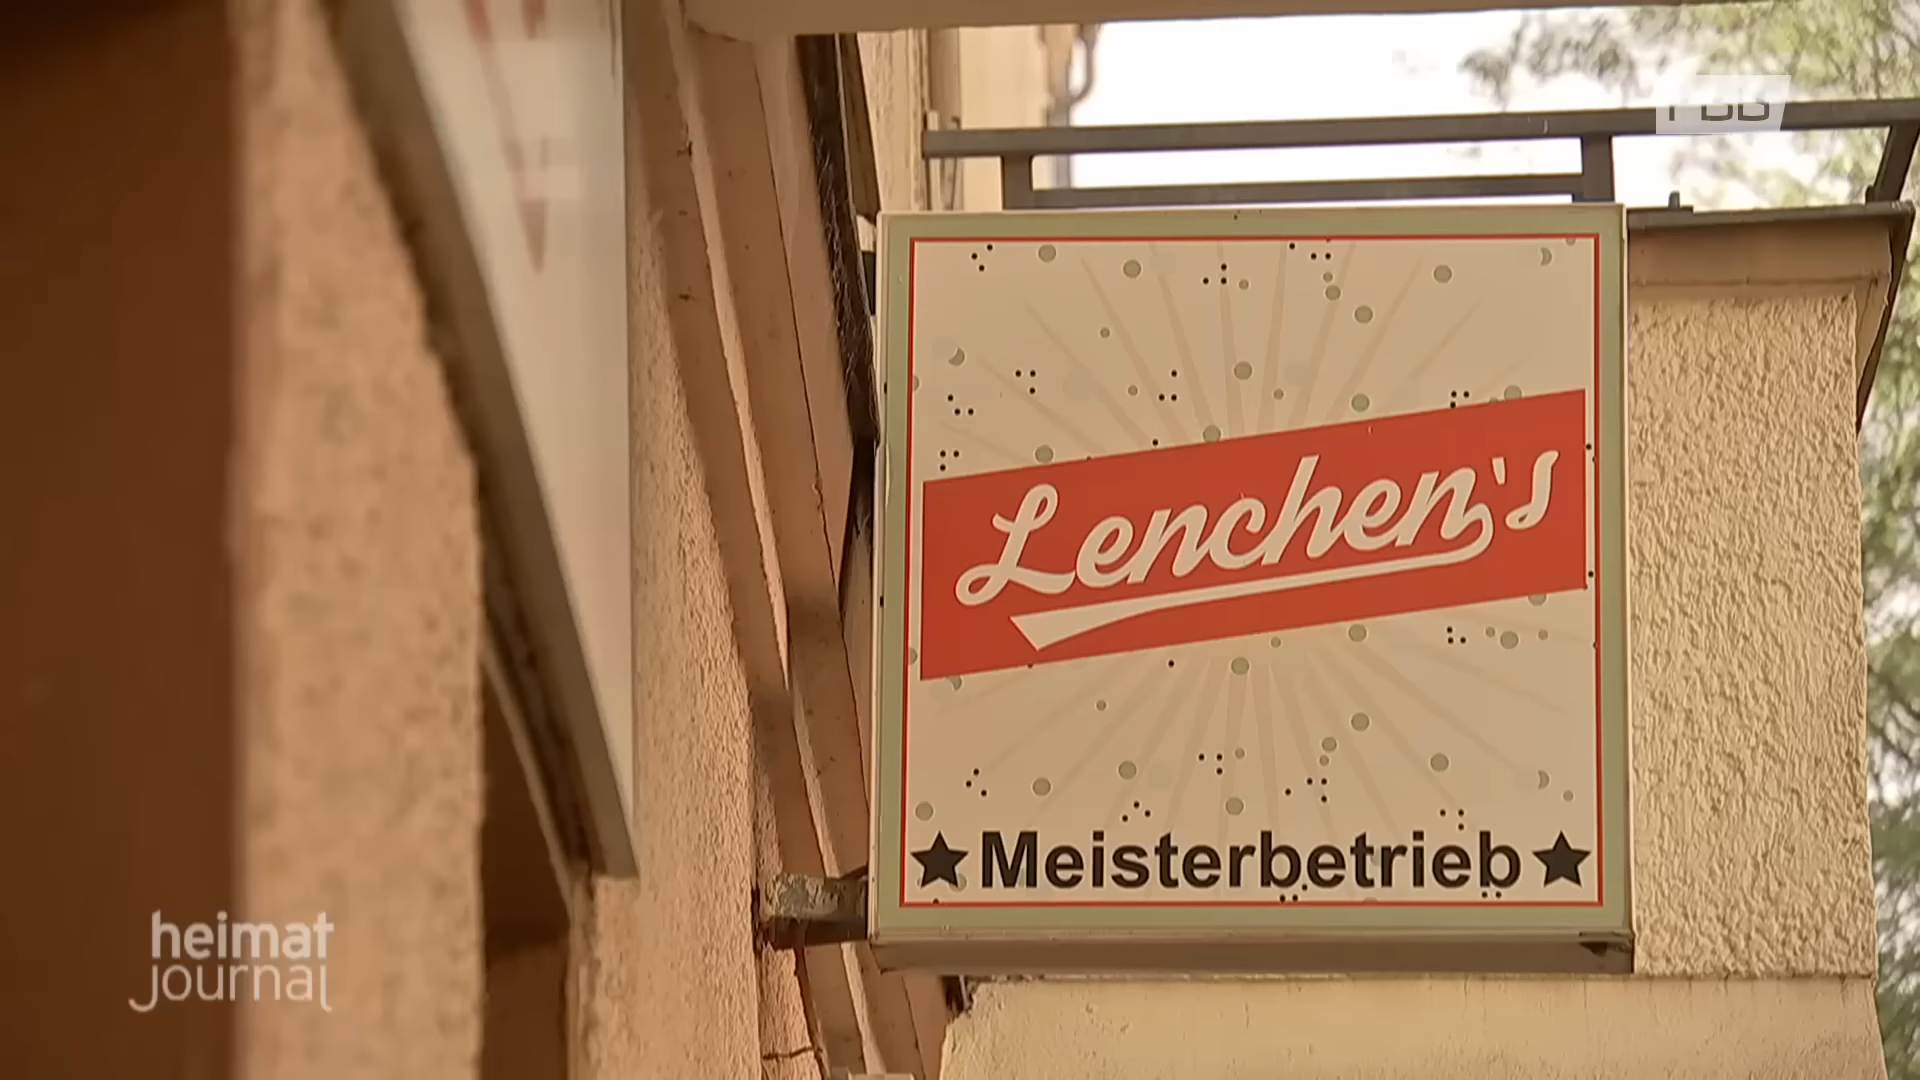 Lenchen's
★Meisterbetrieb★
heimat
journal